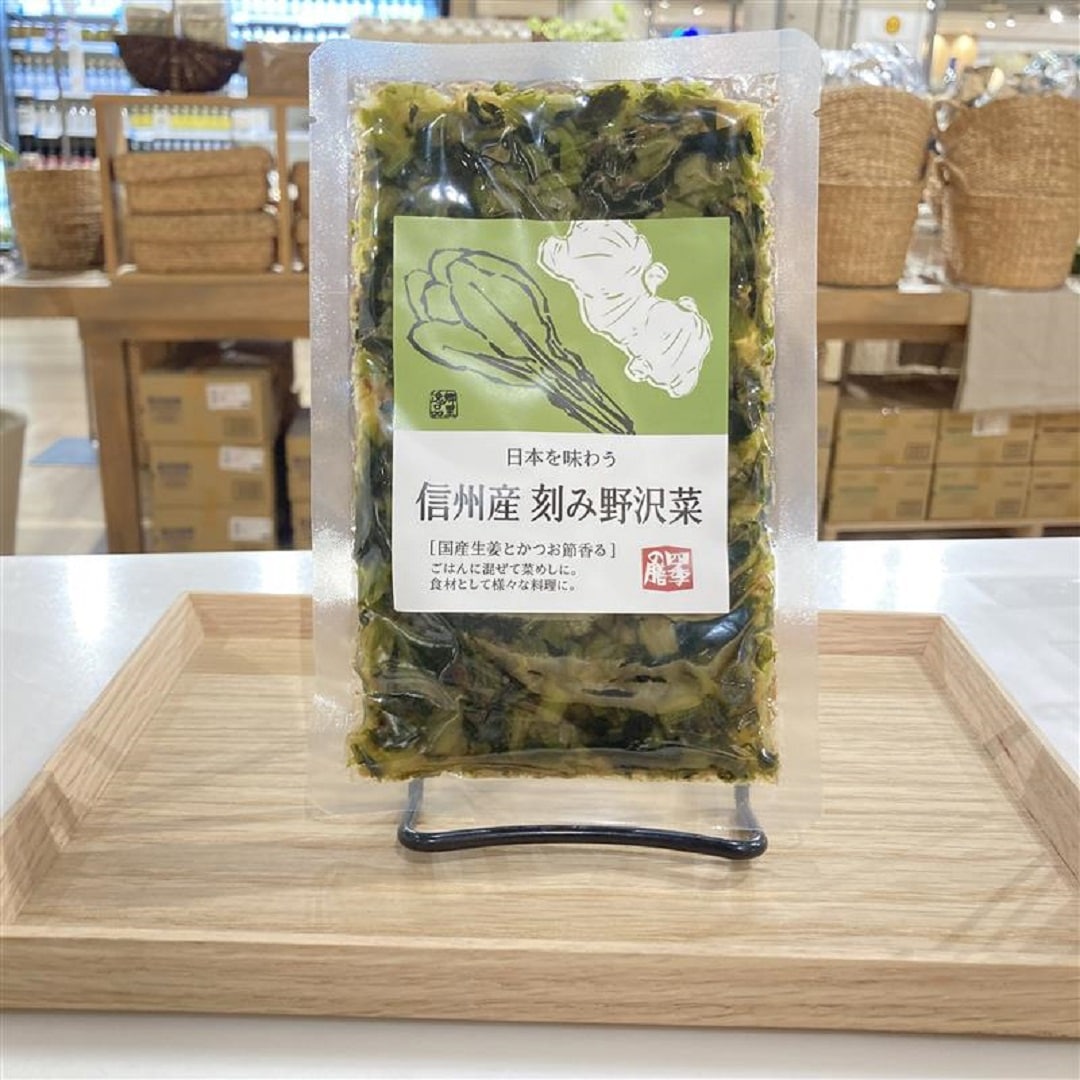 日本を味わう
信州産 刻み野沢菜
[国産生姜とかつお節香る]
ごはんに混ぜて菜めしに。
食材として様々な料理に。
四季
の膳